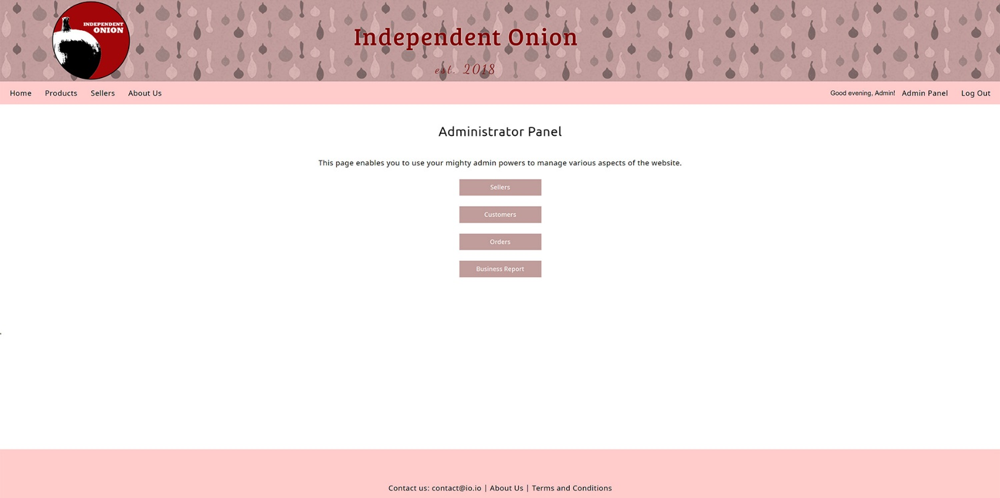 INDEPENDENT
ONION
Independent Onion
est. 2018
Home Products Sellers About Us Good evening, Admin! Admin Panel Log Out
Administrator Panel
This page enables you to use your mighty admin powers to manage various aspects of the website.
Sellers
Customers
Orders
Business Report
Contact us: contact@io.io | About Us | Terms and Conditions